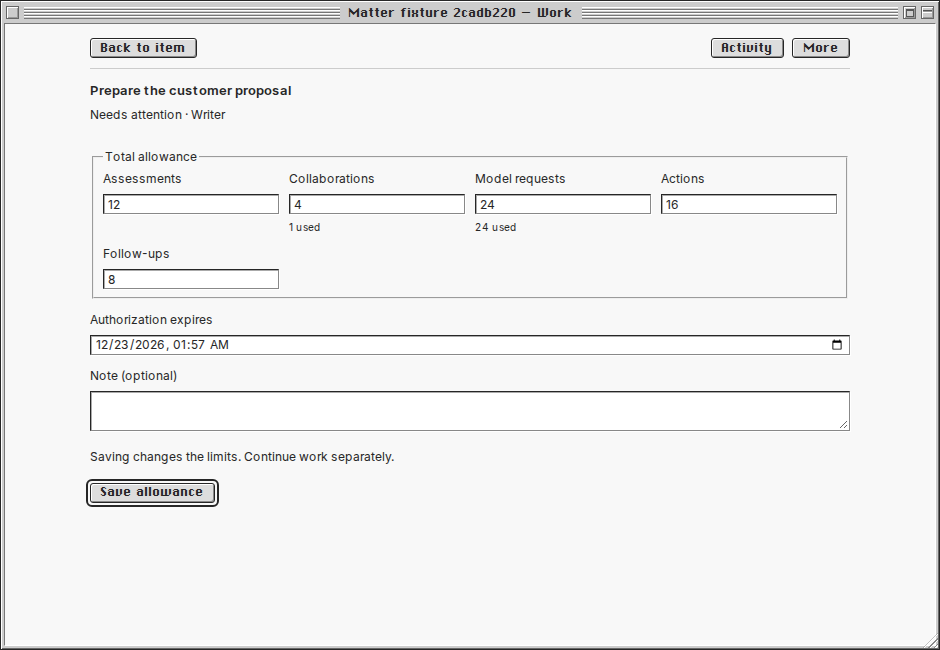 Matter fixture 2cadb220 — Work
Back to item
Activity
More
Prepare the customer proposal
Needs attention · Writer
Total allowance
Assessments
Collaborations
Model requests
Actions
12
4
24
16
1 used
24 used
Follow-ups
8
Authorization expires
12/23/2026, 01:57 AM
Note (optional)
Saving changes the limits. Continue work separately.
Save allowance